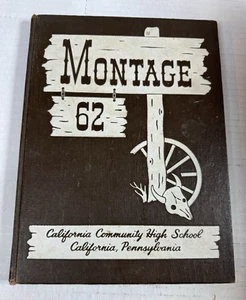 MONTAGE
62
California Community High School
California, Pennsylvania